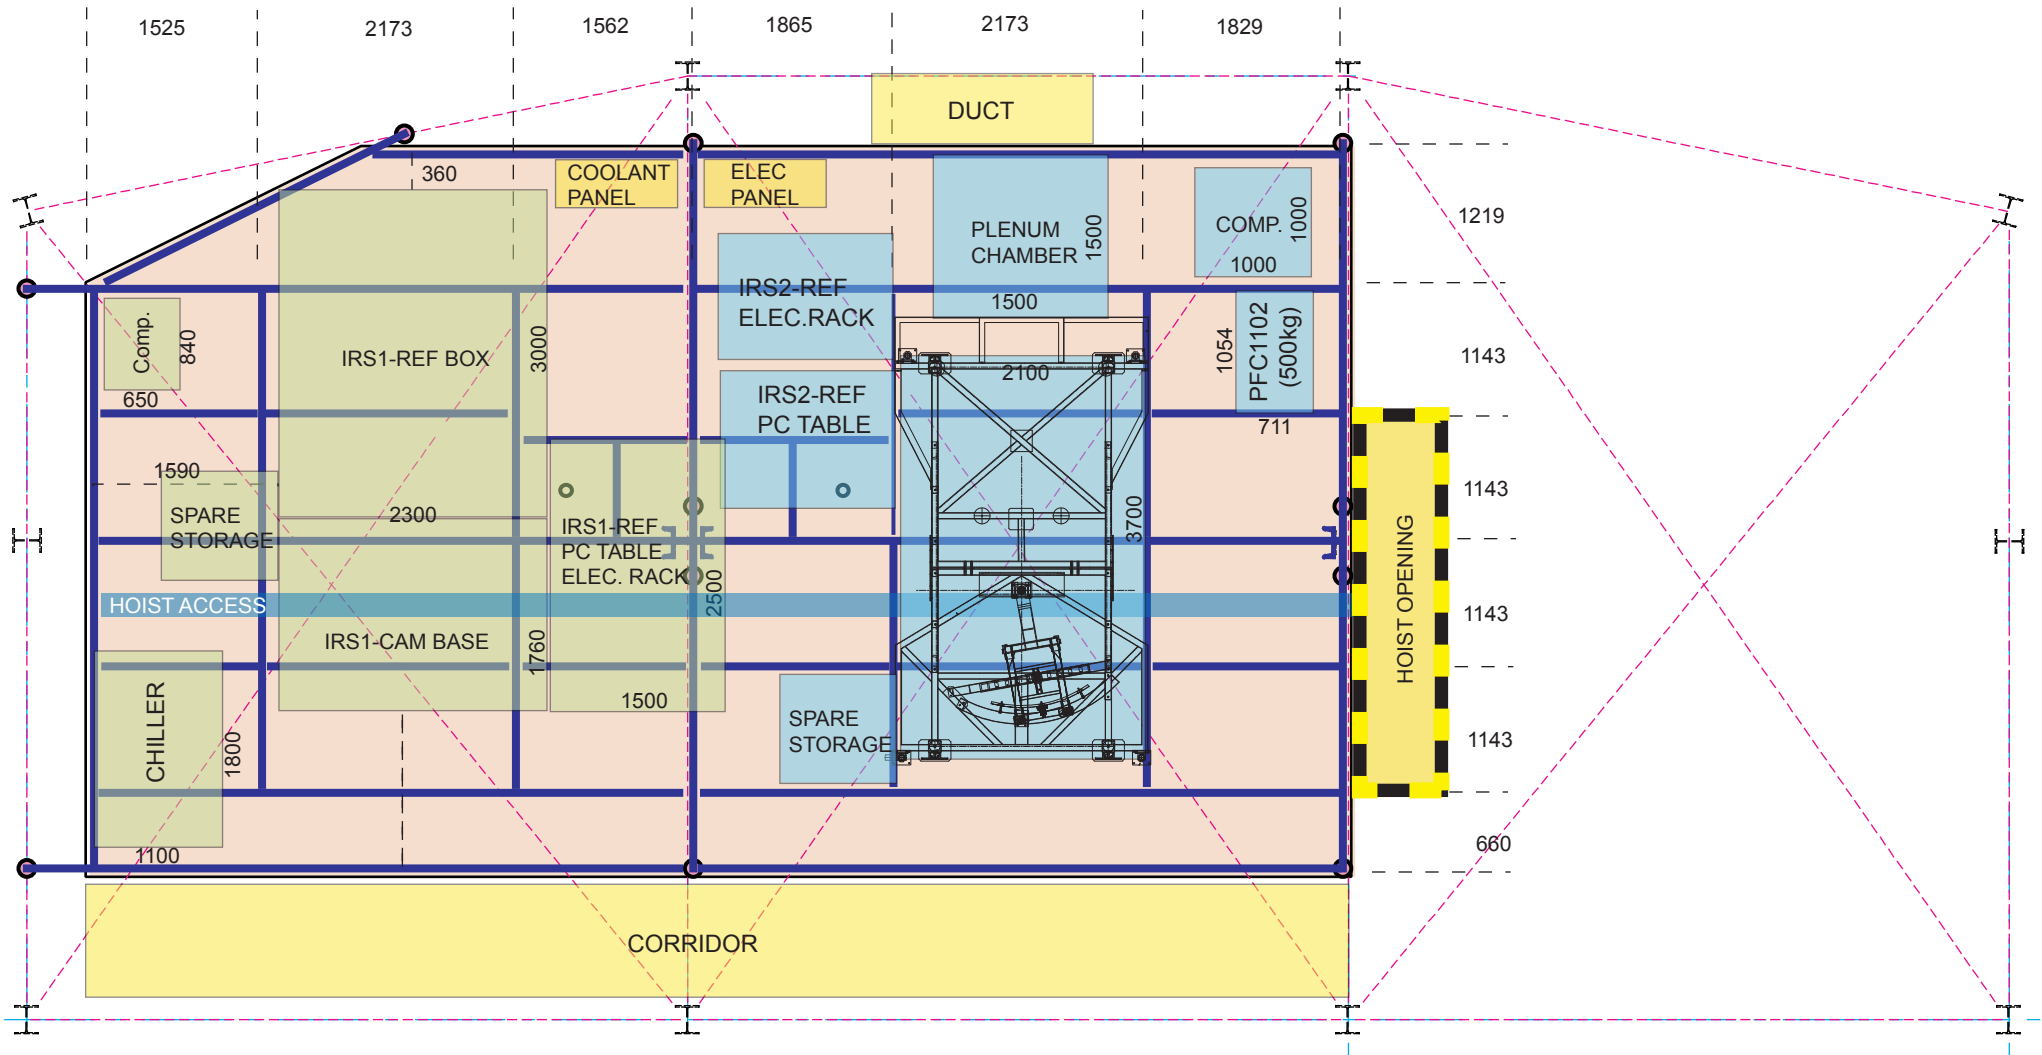 1525
2173
1562
1865
2173
1829
DUCT
360
COOLANT
PANEL
ELEC
PANEL
PLENUM
CHAMBER
1500
1500
COMP.
1000
1000
1219
IRS2-REF
ELEC.RACK
Comp.
840
650
IRS1-REF BOX
3000
2100
1054
PFC1102
(500kg)
711
1143
IRS2-REF
PC TABLE
1590
SPARE
STORAGE
2300
IRS1-REF
PC TABLE
ELEC. RACK
2500
3700
1143
HOIST OPENING
HOIST ACCESS
IRS1-CAM BASE
1760
1500
1143
CHILLER
1800
1100
SPARE
STORAGE
1143
660
CORRIDOR